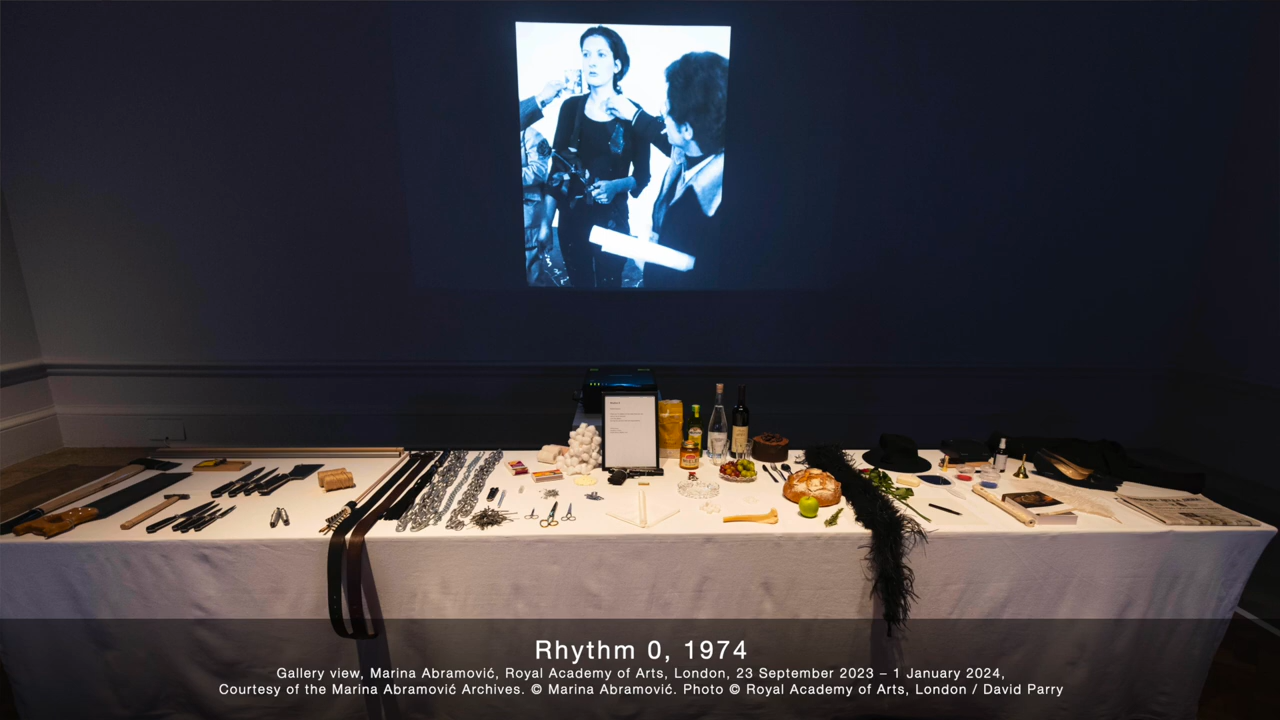 Rhythm 0, 1974
Gallery view, Marina Abramović, Royal Academy of Arts, London, 23 September 2023 – 1 January 2024,
Courtesy of the Marina Abramović Archives. © Marina Abramović. Photo © Royal Academy of Arts, London / David Parry